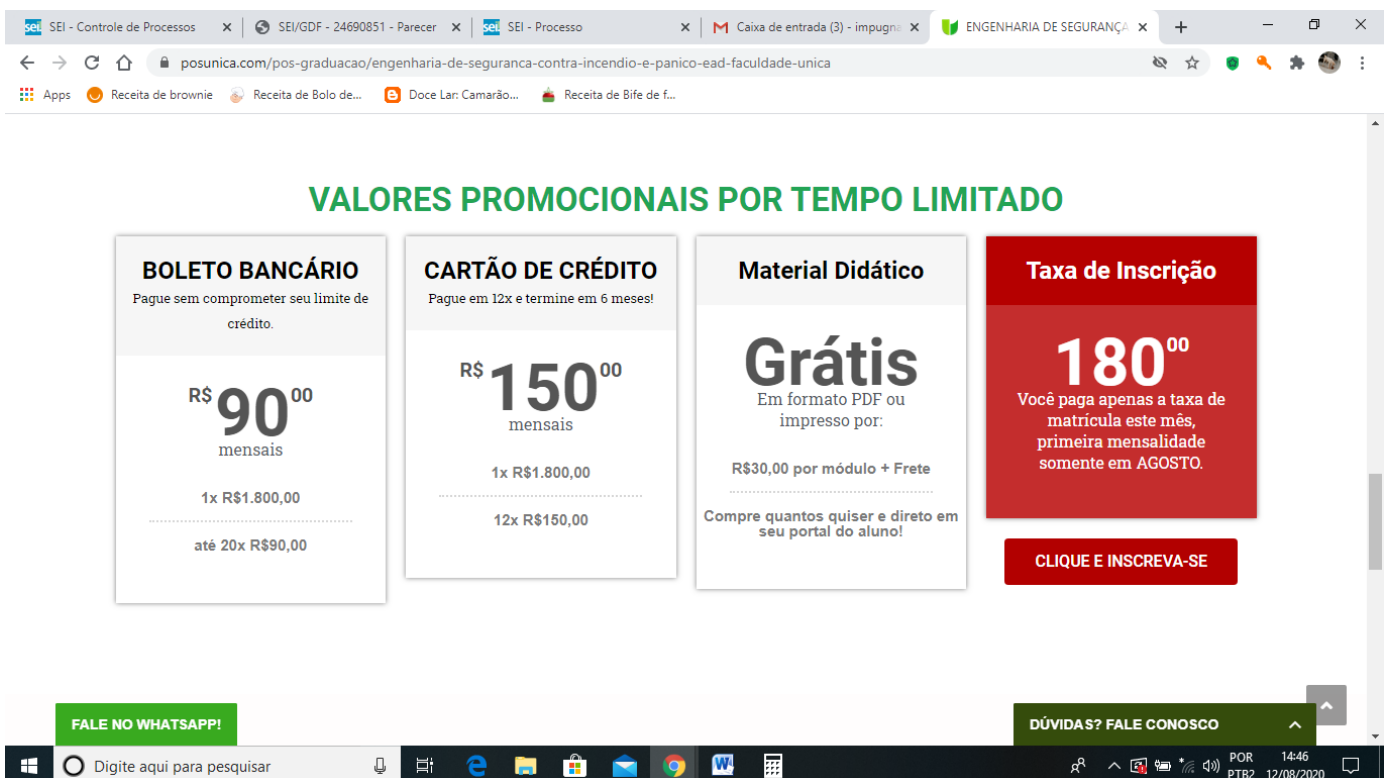 SEI - Controle de Processos
SEI/GDF - 24690851 - Parecer
SEI - Processo
Caixa de entrada (3) - impugna
ENGENHARIA DE SEGURANÇA
posunica.com/pos-graduacao/engenharia-de-seguranca-contra-incendio-e-panico-ead-faculdade-unica
Apps
Receita de brownie
Receita de Bolo de...
Doce Lar: Camarão...
Receita de Bife de f...
VALORES PROMOCIONAIS POR TEMPO LIMITADO
BOLETO BANCÁRIO
Pague sem comprometer seu limite de
crédito.
R$ 90 00
mensais
1x R$1.800,00
até 20x R$90,00
CARTÃO DE CRÉDITO
Pague em 12x e termine em 6 meses!
R$ 150 00
mensais
1x R$1.800,00
12x R$150,00
Material Didático
Grátis
Em formato PDF ou
impresso por:
R$30,00 por módulo + Frete
Compre quantos quiser e direto em
seu portal do aluno!
Taxa de Inscrição
180 00
Você paga apenas a taxa de
matrícula este mês,
primeira mensalidade
somente em AGOSTO.
CLIQUE E INSCREVA-SE
FALE NO WHATSAPP!
DÚVIDAS? FALE CONOSCO
Digite aqui para pesquisar
POR
PTB2
14:46
12/08/2020